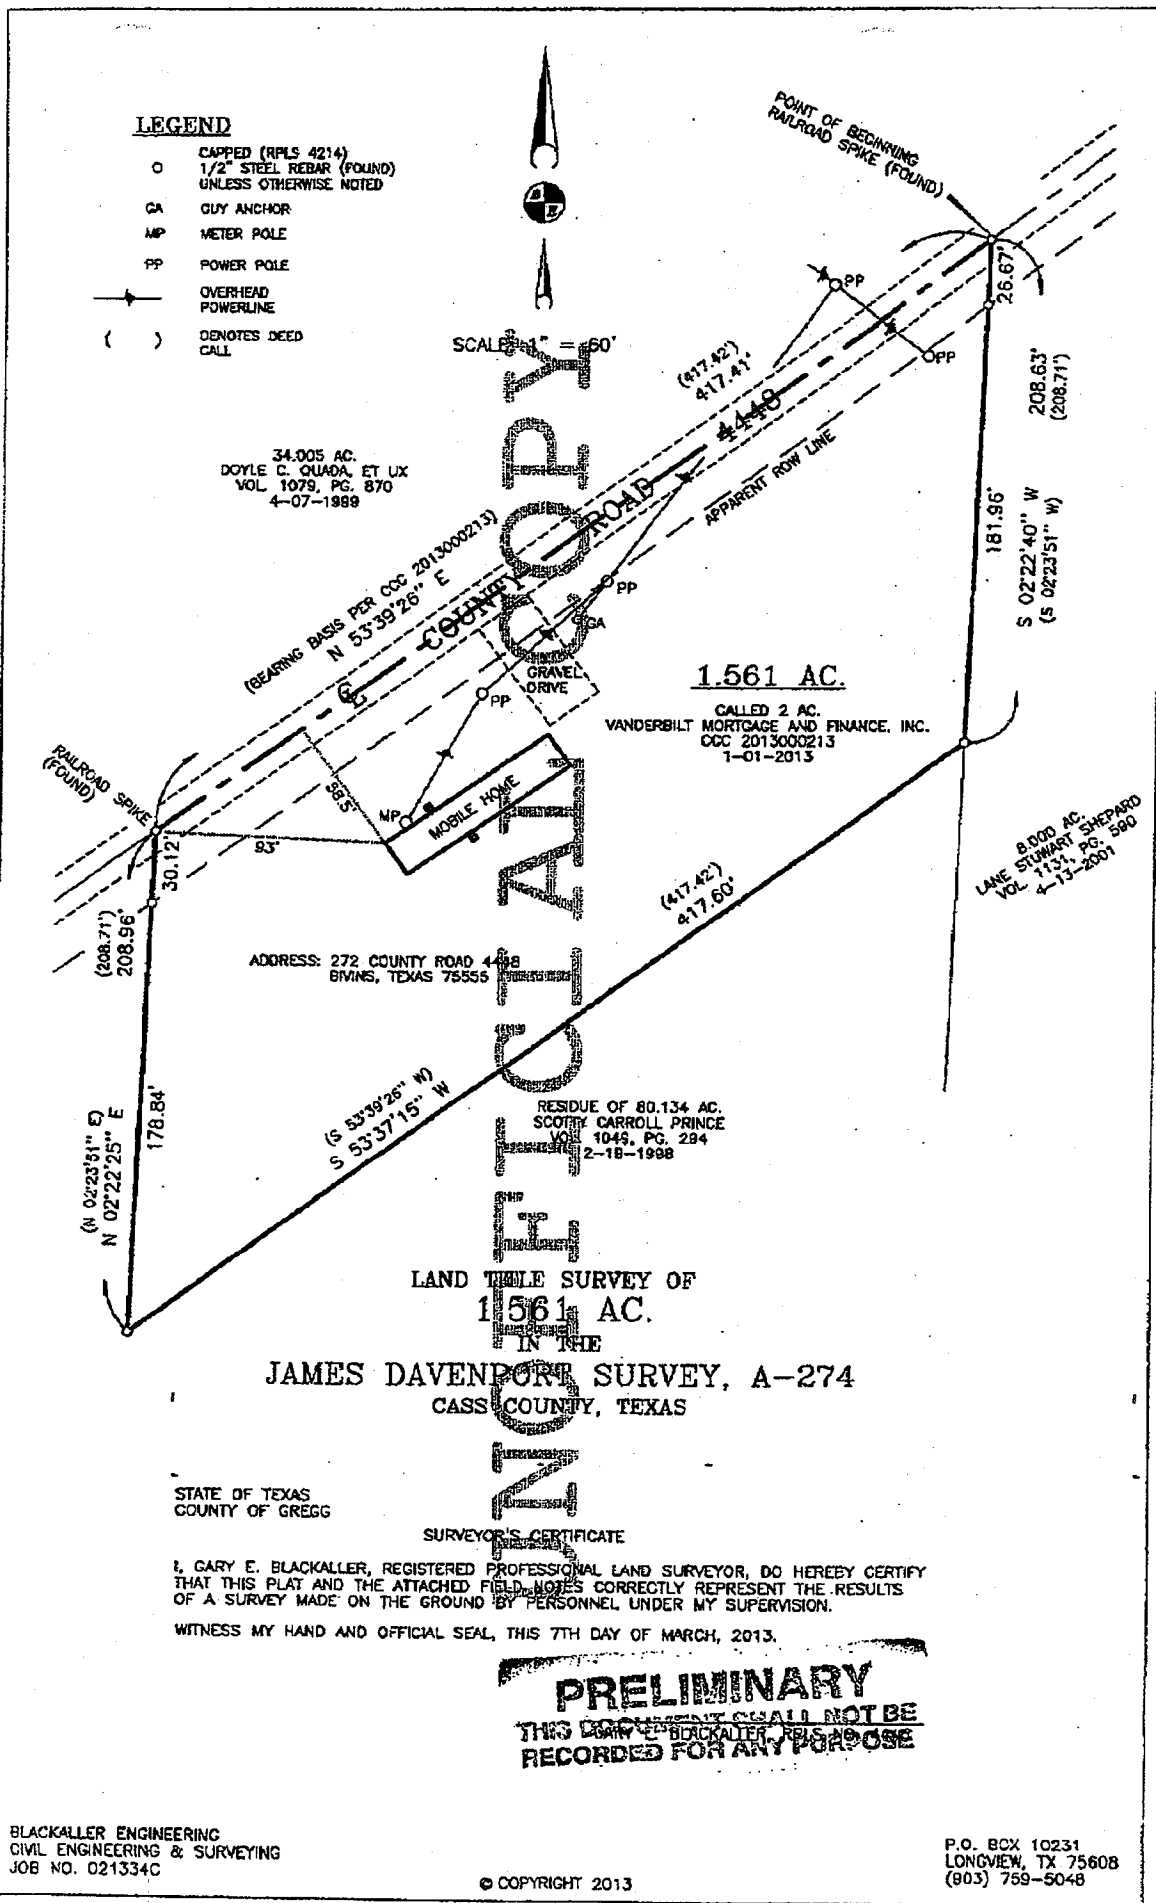 LEGEND
CAPPED (RPLS 4214)
1/2" STEEL REBAR (FOUND)
UNLESS OTHERWISE NOTED
GA GUY ANCHOR
MP METER POLE
PP POWER POLE
OVERHEAD
POWERLINE
( ) DENOTES DEED
CALL
B
E
SCALE: 1" = 60'
POINT OF BEGINNING
RAILROAD SPIKE (FOUND)
26.67'
PP
PP
(417.42')
417.41'
208.63'
(208.71')
34.005 AC.
DOYLE C. QUADA, ET UX
VOL. 1079, PG. 870
4-07-1999
COUNTY ROAD 4448
APPARENT ROW LINE
181.96'
S 02°22'40" W
(S 02°23'51" W)
(BEARING BASIS PER CCC 2013000213)
N 53°39'26" E
PP
GA
GRAVEL
DRIVE
PP
1.561 AC.
CALLED 2 AC.
VANDERBILT MORTGAGE AND FINANCE, INC.
CCC 2013000213
1-01-2013
RAILROAD SPIKE
(FOUND)
98.5'
MP
MOBILE HOME
93'
30.12'
8.000 AC.
LANE STUWART SHEPARD
VOL. 1131, PG. 590
4-13-2001
(417.42')
417.60'
(208.71')
208.96'
ADDRESS: 272 COUNTY ROAD 4448
BIVINS, TEXAS 75555
178.84'
(N 02°23'51" E)
N 02°22'25" E
(S 53°39'26" W)
S 53°37'15" W
RESIDUE OF 80.134 AC.
SCOTTY CARROLL PRINCE
VOL. 1046, PG. 294
2-18-1998
UNOFFICIAL COPY
LAND TITLE SURVEY OF
1.561 AC.
IN THE
JAMES DAVENPORT SURVEY, A-274
CASS COUNTY, TEXAS
STATE OF TEXAS
COUNTY OF GREGG
SURVEYOR'S CERTIFICATE
I, GARY E. BLACKALLER, REGISTERED PROFESSIONAL LAND SURVEYOR, DO HEREBY CERTIFY
THAT THIS PLAT AND THE ATTACHED FIELD NOTES CORRECTLY REPRESENT THE RESULTS
OF A SURVEY MADE ON THE GROUND BY PERSONNEL UNDER MY SUPERVISION.
WITNESS MY HAND AND OFFICIAL SEAL, THIS 7TH DAY OF MARCH, 2013.
PRELIMINARY
THIS DOCUMENT SHALL NOT BE
GARY E. BLACKALLER, RPLS NO.
RECORDED FOR ANY PURPOSE
BLACKALLER ENGINEERING
CIVIL ENGINEERING & SURVEYING
JOB NO. 021334C
© COPYRIGHT 2013
P.O. BOX 10231
LONGVIEW, TX 75608
(903) 759-5048